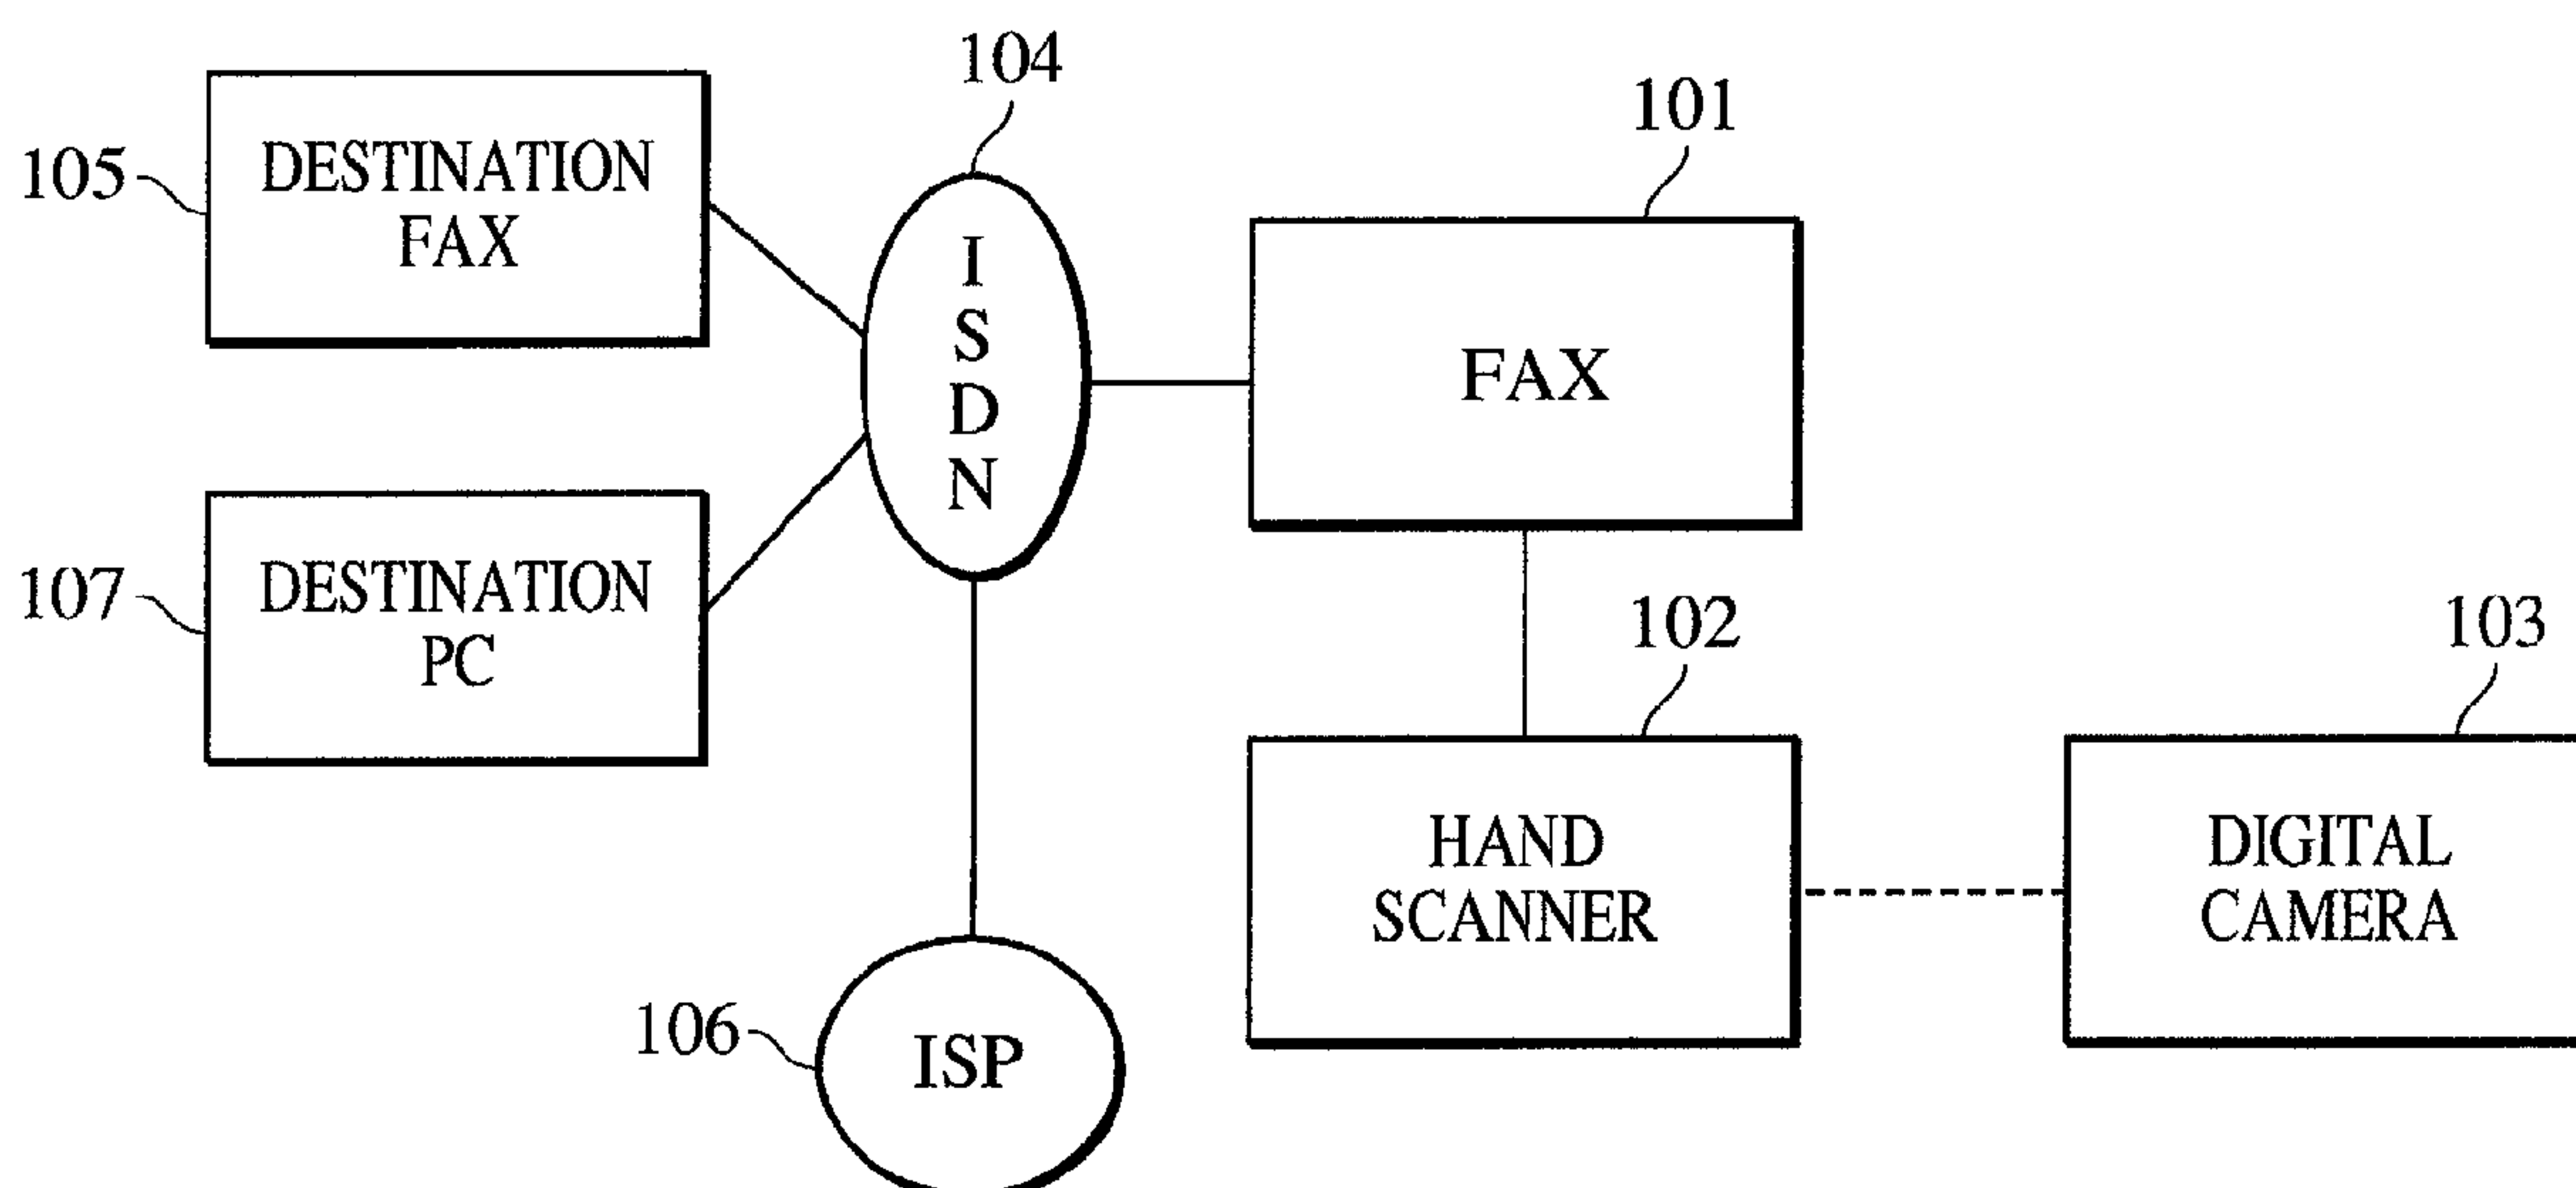 104
101
105
DESTINATION
FAX
I
S
D
N
FAX
107
DESTINATION
PC
102
103
HAND
SCANNER
DIGITAL
CAMERA
106
ISP